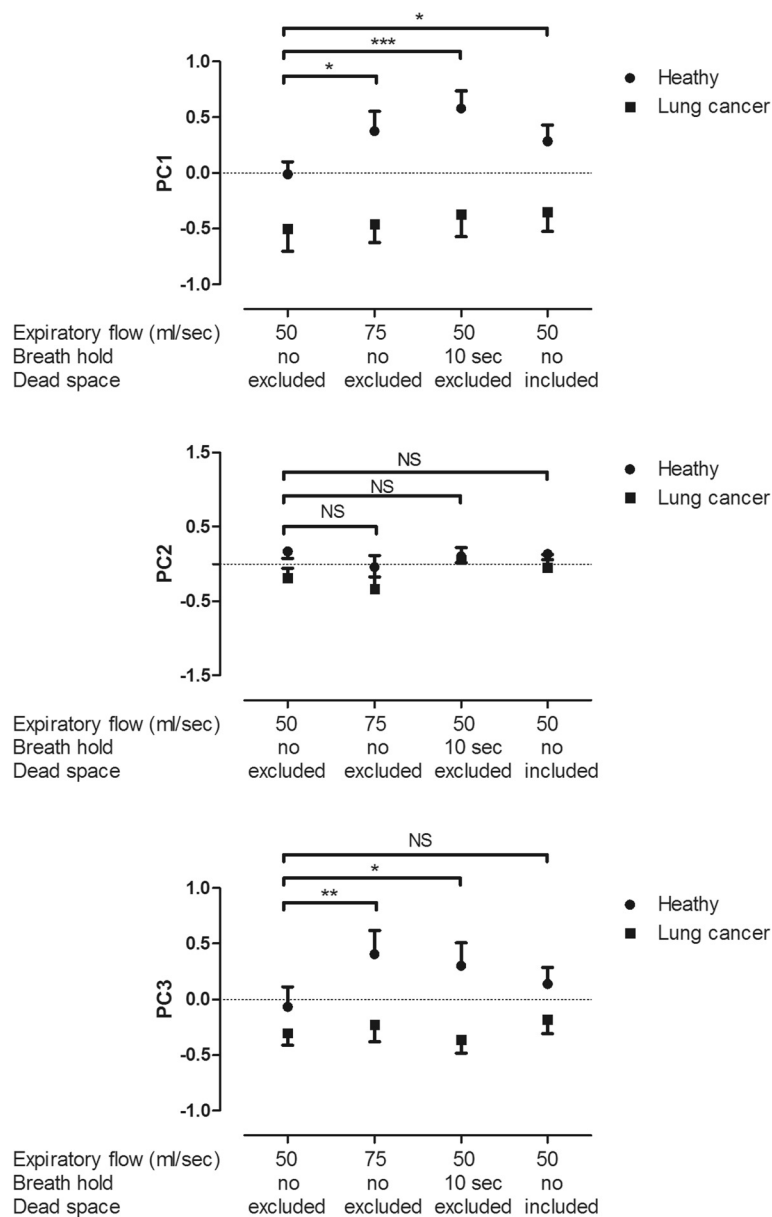 *
***
*
1.0
0.5
0.0
-0.5
-1.0
PC1
Heathy
Lung cancer
Expiratory flow (ml/sec) 50 75 50 50
Breath hold no no 10 sec no
Dead space excluded excluded excluded included
NS
NS
NS
1.5
0.5
-0.5
-1.5
PC2
Heathy
Lung cancer
Expiratory flow (ml/sec) 50 75 50 50
Breath hold no no 10 sec no
Dead space excluded excluded excluded included
NS
*
**
1.0
0.5
0.0
-0.5
-1.0
PC3
Heathy
Lung cancer
Expiratory flow (ml/sec) 50 75 50 50
Breath hold no no 10 sec no
Dead space excluded excluded excluded included